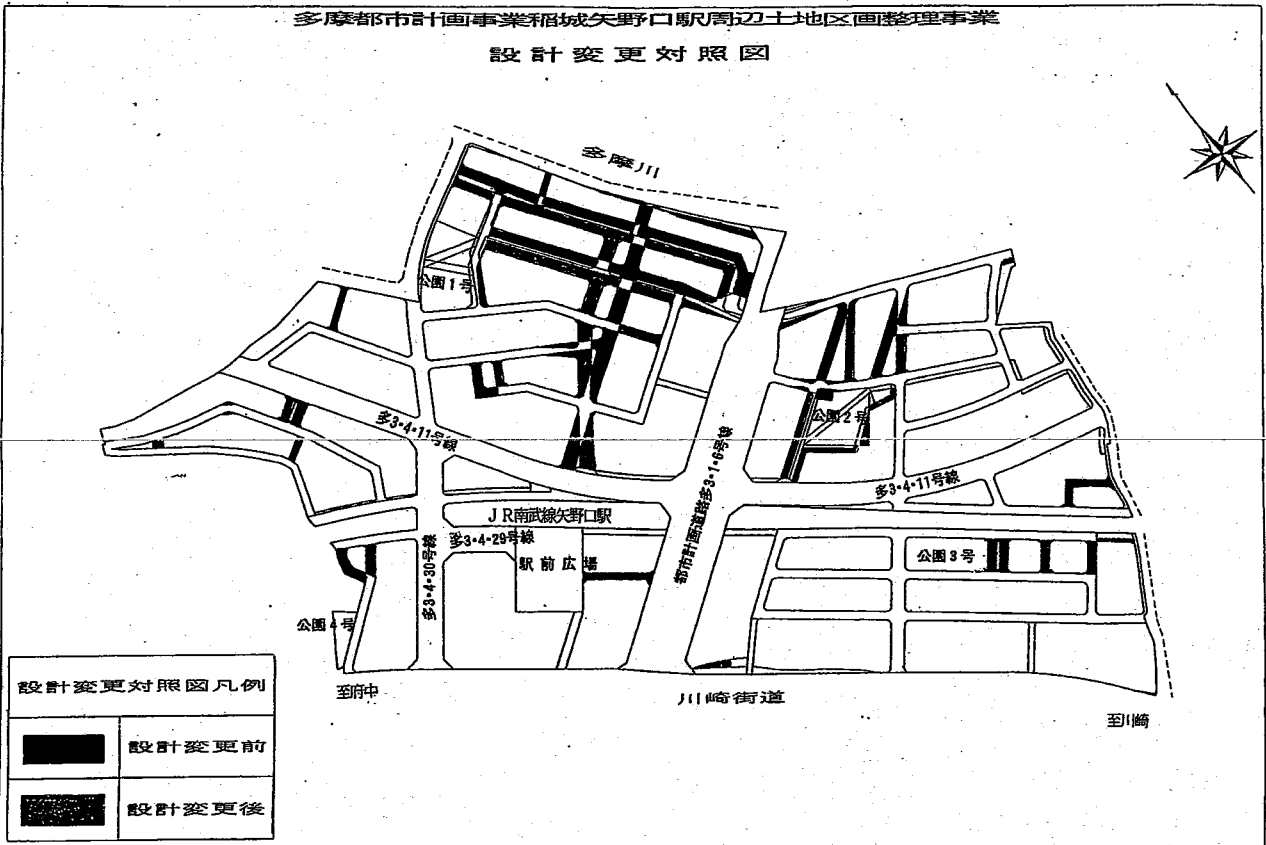 多摩都市計画事業稲城矢野口駅周辺土地区画整理事業
設計変更対照図
多摩川
公園1号
公園2号
多3・4・11号線
都市計画道路多3・1・6号線
多3・4・11号線
JR南武線矢野口駅
多3・4・29号線
多3・4・30号線
駅前広場
公園3号
公園4号
至府中
川崎街道
至川崎
設計変更対照図凡例
設計変更前
設計変更後